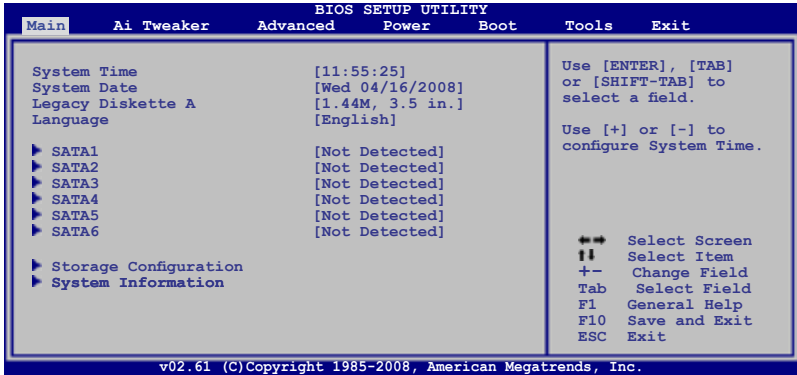 BIOS SETUP UTILITY
Main Ai Tweaker Advanced Power Boot Tools Exit
System Time [11:55:25]
System Date [Wed 04/16/2008]
Legacy Diskette A [1.44M, 3.5 in.]
Language [English]
SATA1 [Not Detected]
SATA2 [Not Detected]
SATA3 [Not Detected]
SATA4 [Not Detected]
SATA5 [Not Detected]
SATA6 [Not Detected]
Storage Configuration
System Information
Use [ENTER], [TAB]
or [SHIFT-TAB] to
select a field.
Use [+] or [-] to
configure System Time.
←→ Select Screen
↑↓ Select Item
+- Change Field
Tab Select Field
F1 General Help
F10 Save and Exit
ESC Exit
v02.61 (C)Copyright 1985-2008, American Megatrends, Inc.